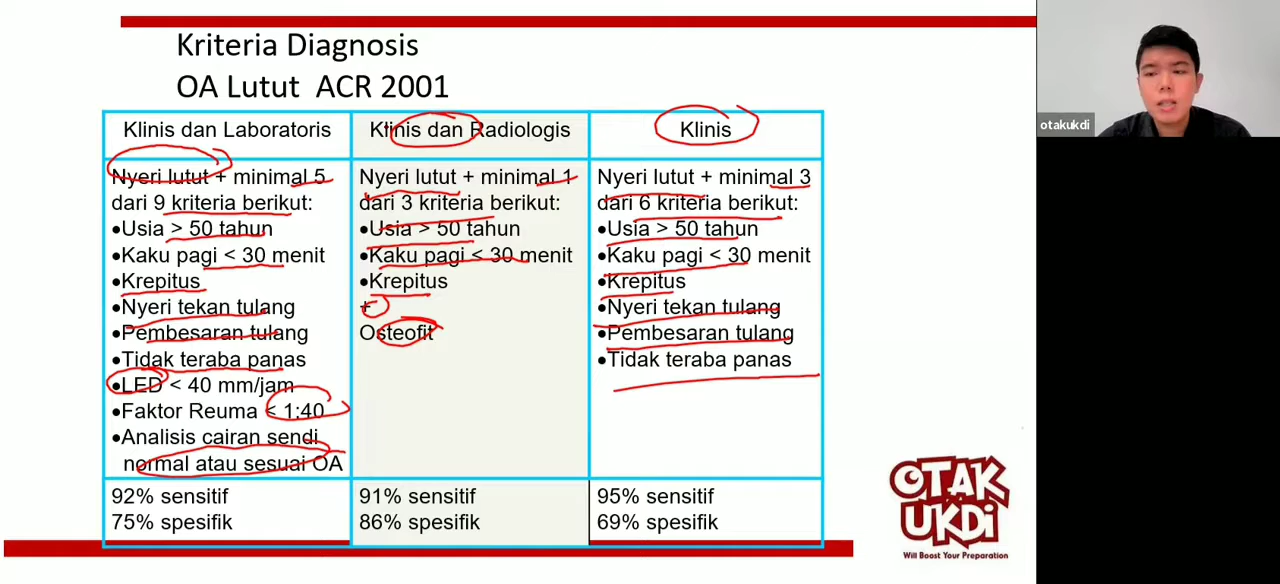 Kriteria Diagnosis
OA Lutut ACR 2001
Klinis dan Laboratoris
Nyeri lutut + minimal 5
dari 9 kriteria berikut:
•Usia > 50 tahun
•Kaku pagi < 30 menit
•Krepitus
•Nyeri tekan tulang
•Pembesaran tulang
•Tidak teraba panas
•LED < 40 mm/jam
•Faktor Reuma < 1:40
•Analisis cairan sendi
normal atau sesuai OA
92% sensitif
75% spesifik
Klinis dan Radiologis
Nyeri lutut + minimal 1
dari 3 kriteria berikut:
•Usia > 50 tahun
•Kaku pagi < 30 menit
•Krepitus
+
Osteofit
91% sensitif
86% spesifik
Klinis
Nyeri lutut + minimal 3
dari 6 kriteria berikut:
•Usia > 50 tahun
•Kaku pagi < 30 menit
•Krepitus
•Nyeri tekan tulang
•Pembesaran tulang
•Tidak teraba panas
95% sensitif
69% spesifik
OTAK
UKDi
Will Boost Your Preparation
otakukdi